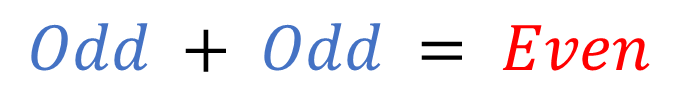 Odd + Odd = Even